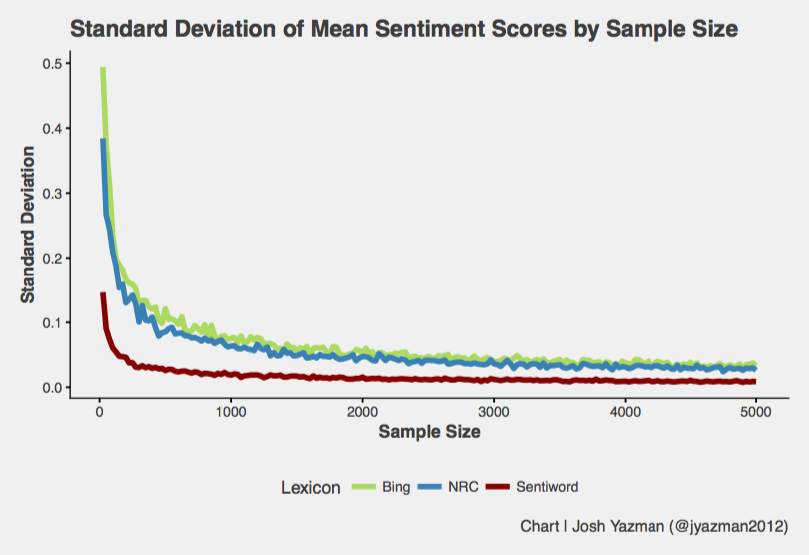 Standard Deviation of Mean Sentiment Scores by Sample Size
Standard Deviation
0.5
0.4
0.3
0.2
0.1
0.0
0 1000 2000 3000 4000 5000
Sample Size
Lexicon Bing NRC Sentiword
Chart | Josh Yazman (@jyazman2012)